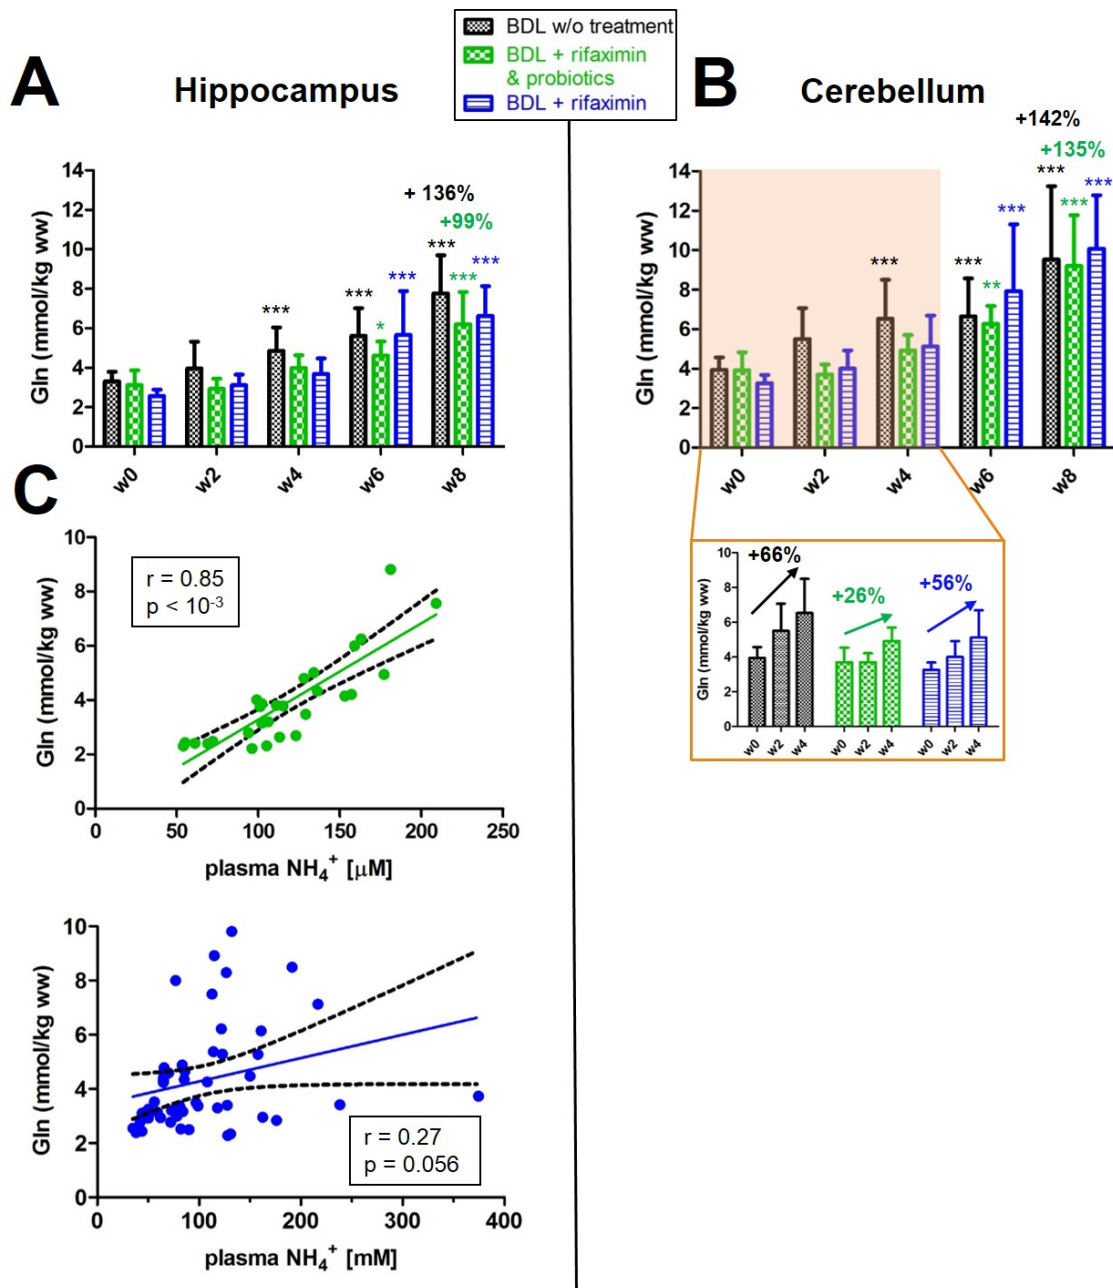 BDL w/o treatment
BDL + rifaximin
& probiotics
BDL + rifaximin
A
Hippocampus
+ 136%
+99%
*** *** *** * *** *** *** ***
Gln (mmol/kg ww)
14
12
10
8
6
4
2
0
w0 w2 w4 w6 w8
B
Cerebellum
+142%
+135%
*** *** ** *** *** *** ***
Gln (mmol/kg ww)
14
12
10
8
6
4
2
0
w0 w2 w4 w6 w8
+66%
+26%
+56%
Gln (mmol/kg ww)
10
8
6
4
2
0
w0 w2 w4 w0 w2 w4 w0 w2 w4
C
r = 0.85
p < 10-3
Gln (mmol/kg ww)
10
8
6
4
2
0
0 50 100 150 200 250
plasma NH4+ [μM]
Gln (mmol/kg ww)
10
8
6
4
2
0
r = 0.27
p = 0.056
0 100 200 300 400
plasma NH4+ [mM]